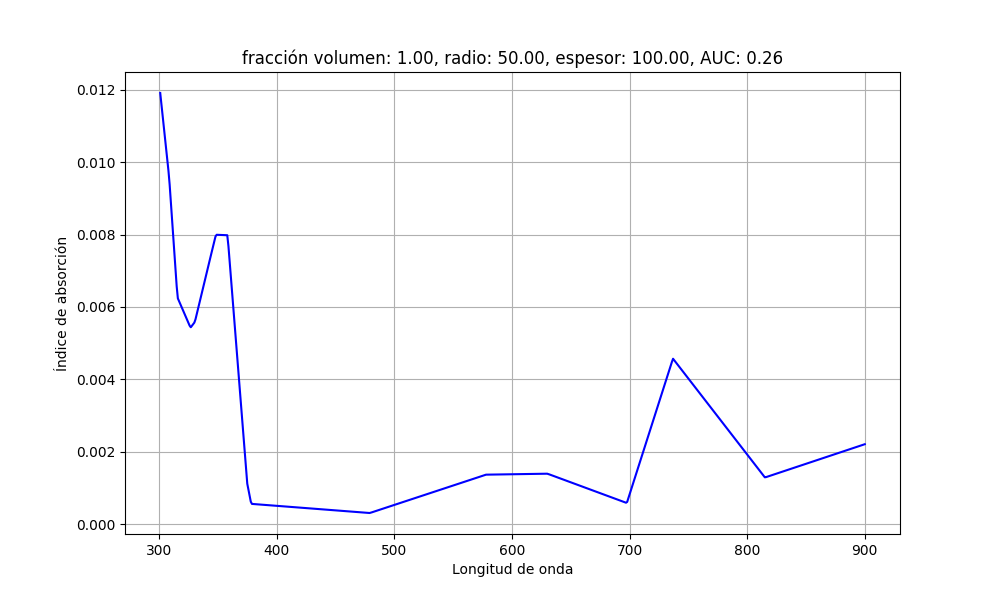 fracción volumen: 1.00, radio: 50.00, espesor: 100.00, AUC: 0.26
0.012
0.010
0.008
0.006
0.004
0.002
0.000
Índice de absorción
300 400 500 600 700 800 900
Longitud de onda